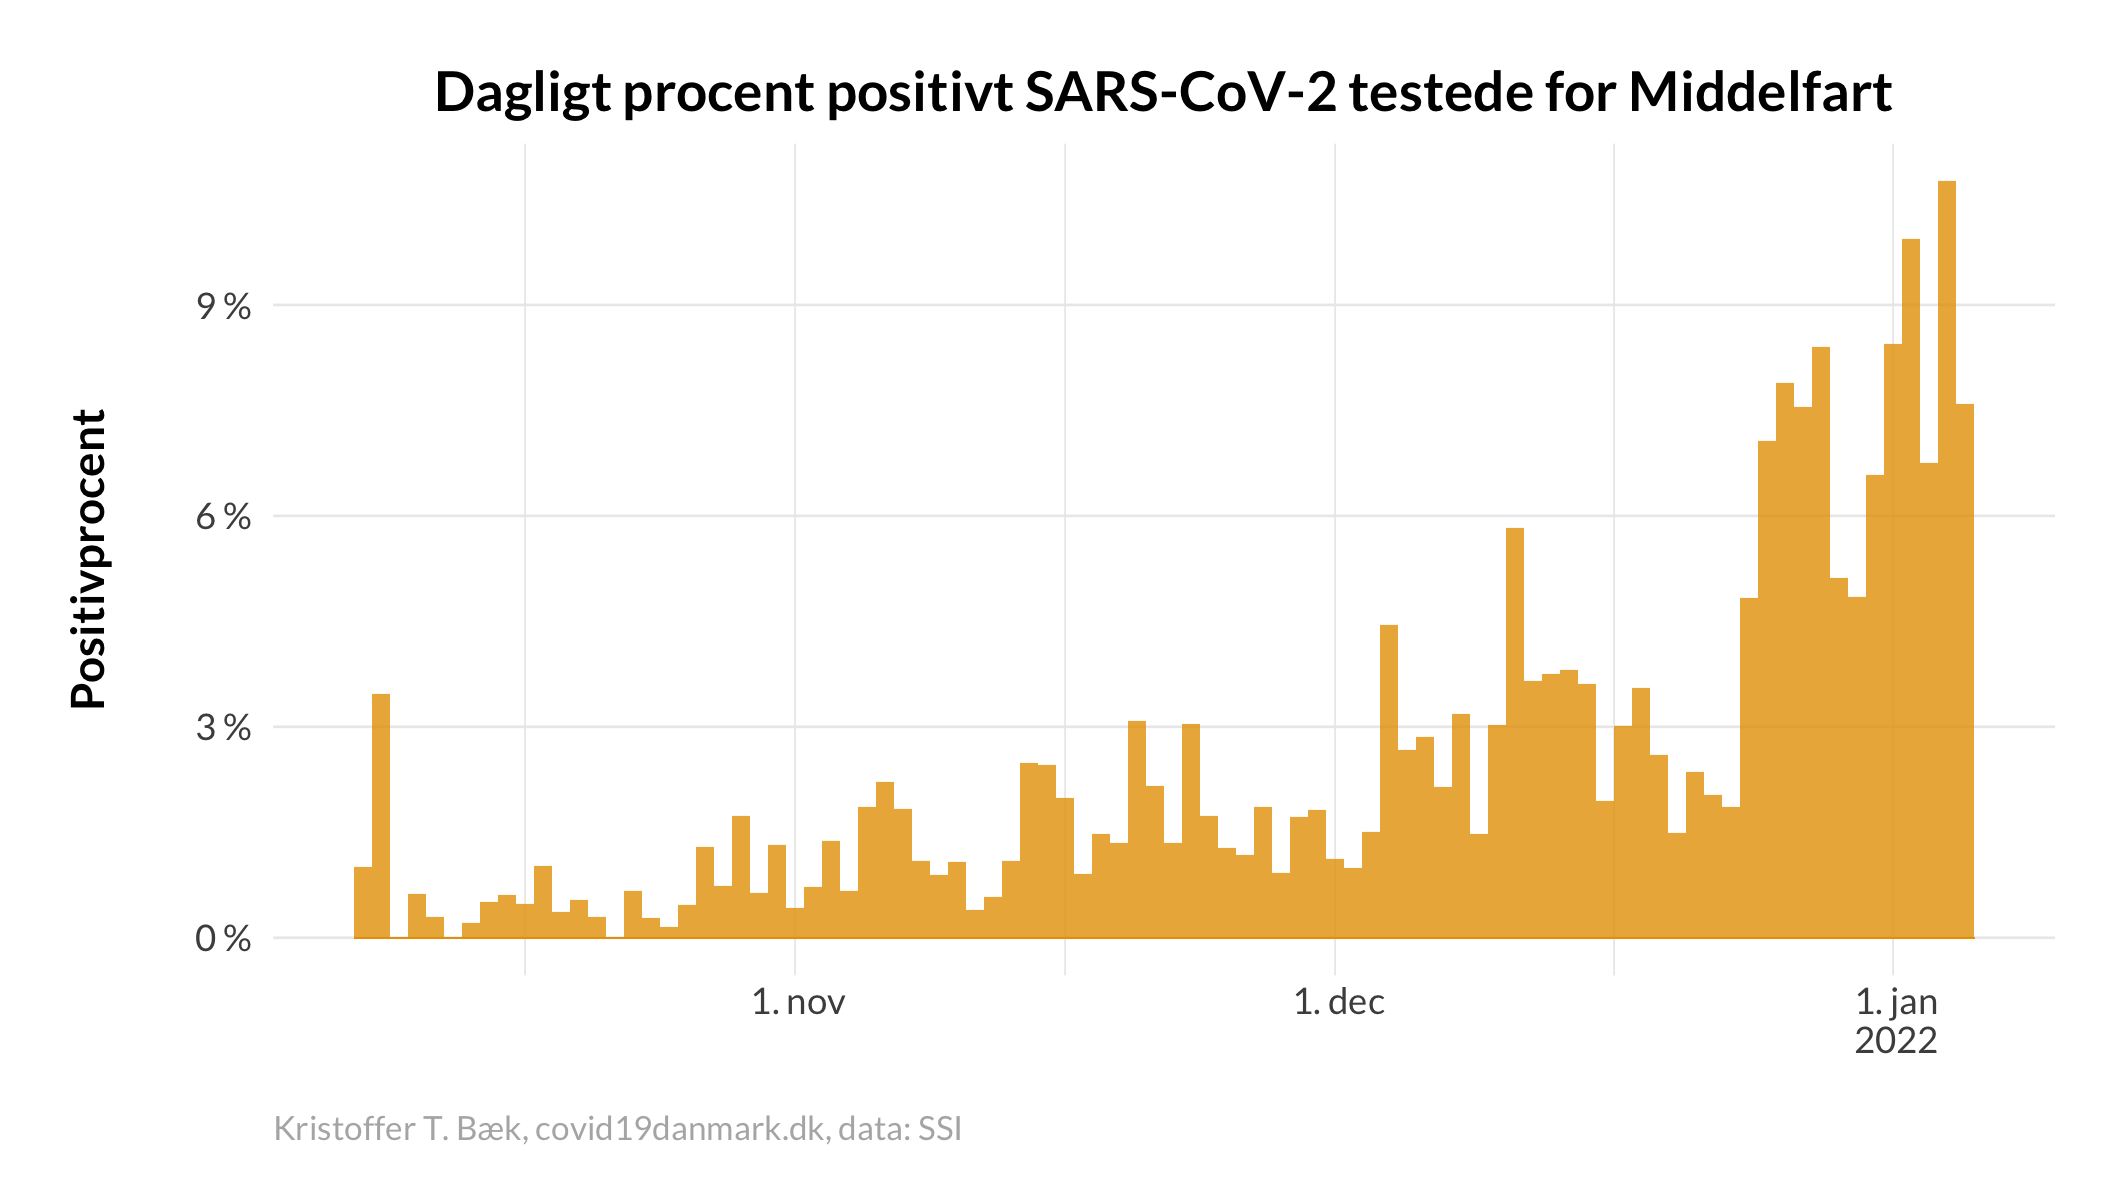 Dagligt procent positivt SARS-CoV-2 testede for Middelfart
Positivprocent
9 %
6 %
3 %
0 %
1. nov
1. dec
1. jan
2022
Kristoffer T. Bæk, covid19danmark.dk, data: SSI